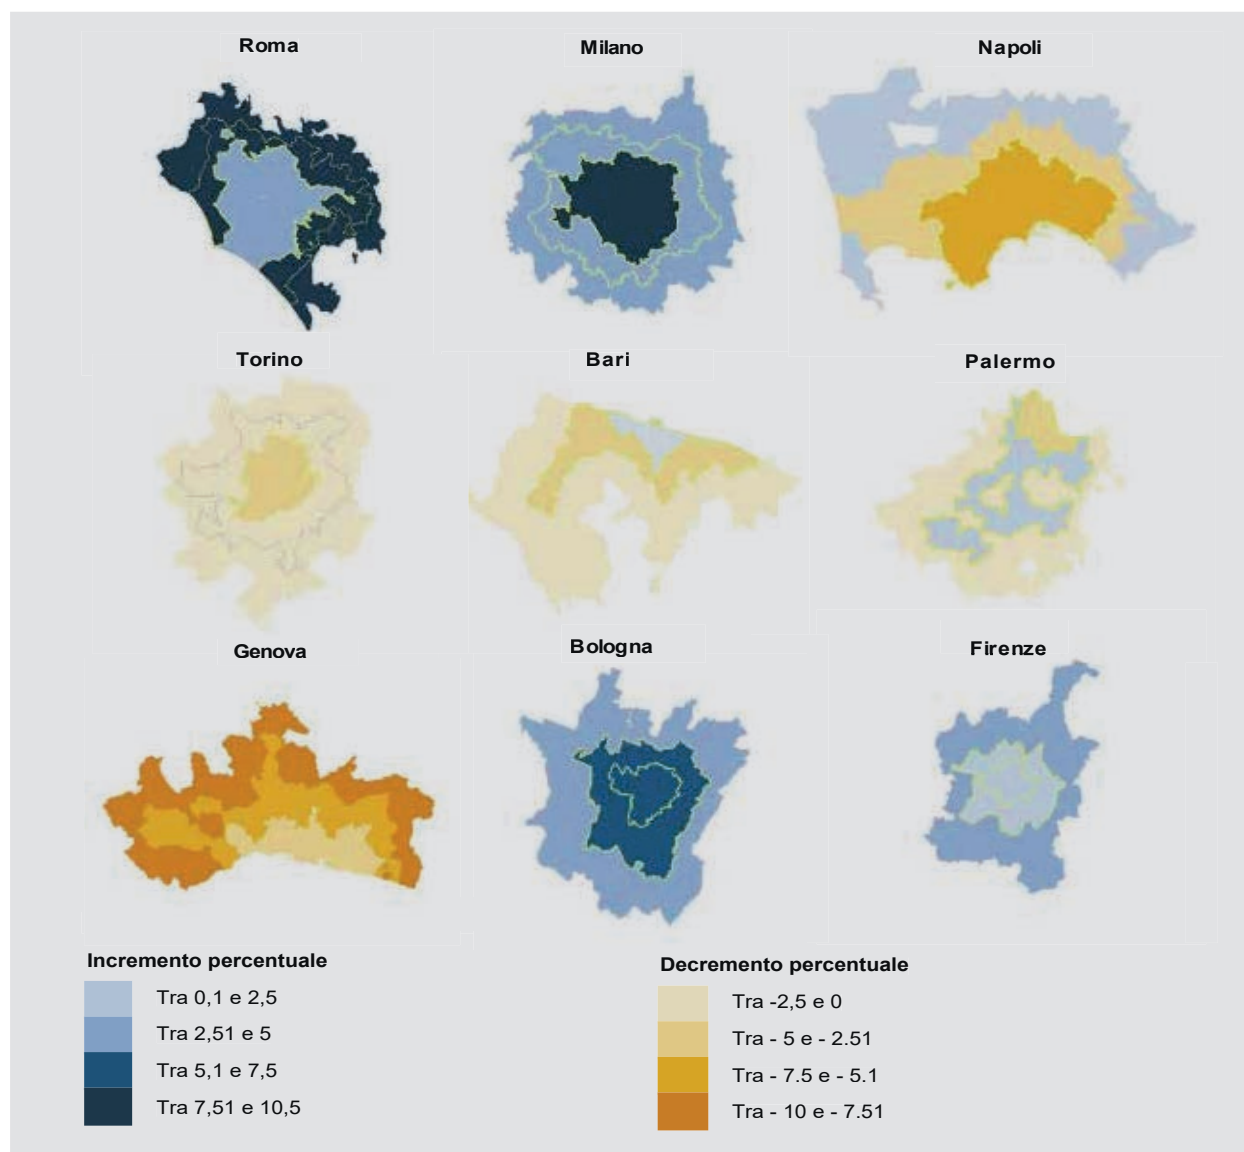 Roma
Milano
Napoli
Torino
Bari
Palermo
Genova
Bologna
Firenze
Incremento percentuale
Tra 0,1 e 2,5
Tra 2,51 e 5
Tra 5,1 e 7,5
Tra 7,51 e 10,5
Decremento percentuale
Tra -2,5 e 0
Tra - 5 e - 2.51
Tra - 7.5 e - 5.1
Tra - 10 e - 7.51